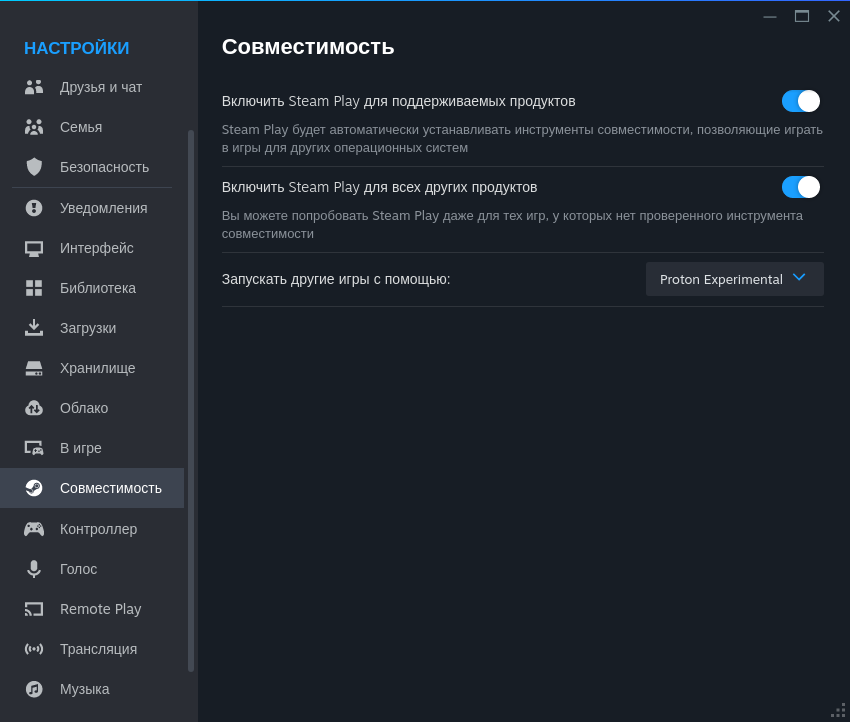 НАСТРОЙКИ
Друзья и чат
Семья
Безопасность
Уведомления
Интерфейс
Библиотека
Загрузки
Хранилище
Облако
В игре
Совместимость
Контроллер
Голос
Remote Play
Трансляция
Музыка
Совместимость
Включить Steam Play для поддерживаемых продуктов
Steam Play будет автоматически устанавливать инструменты совместимости, позволяющие играть
в игры для других операционных систем
Включить Steam Play для всех других продуктов
Вы можете попробовать Steam Play даже для тех игр, у которых нет проверенного инструмента
совместимости
Запускать другие игры с помощью:
Proton Experimental